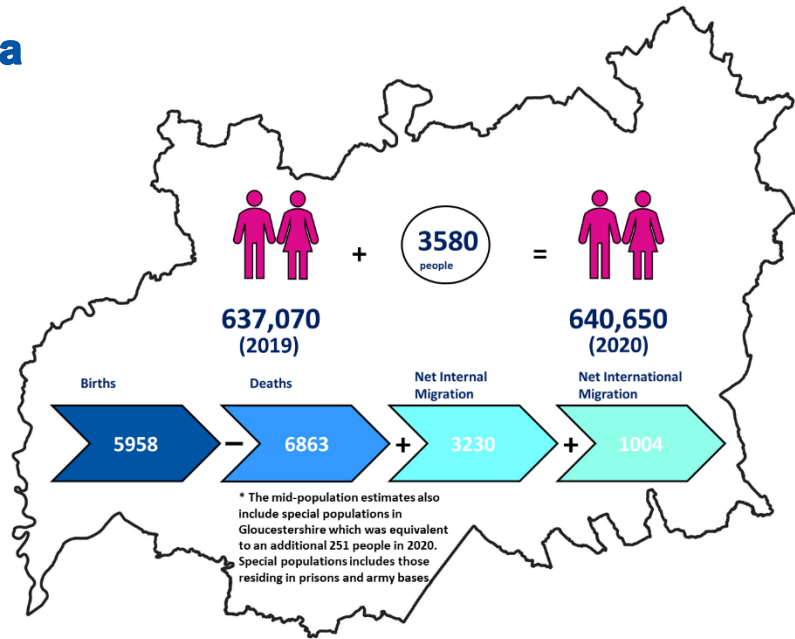 a
3580
people
+
=
637,070
(2019)
640,650
(2020)
Births
Deaths
Net Internal
Migration
Net International
Migration
5958
–
6863
+
3230
+
1004
* The mid-population estimates also
include special populations in
Gloucestershire which was equivalent
to an additional 251 people in 2020.
Special populations includes those
residing in prisons and army bases.